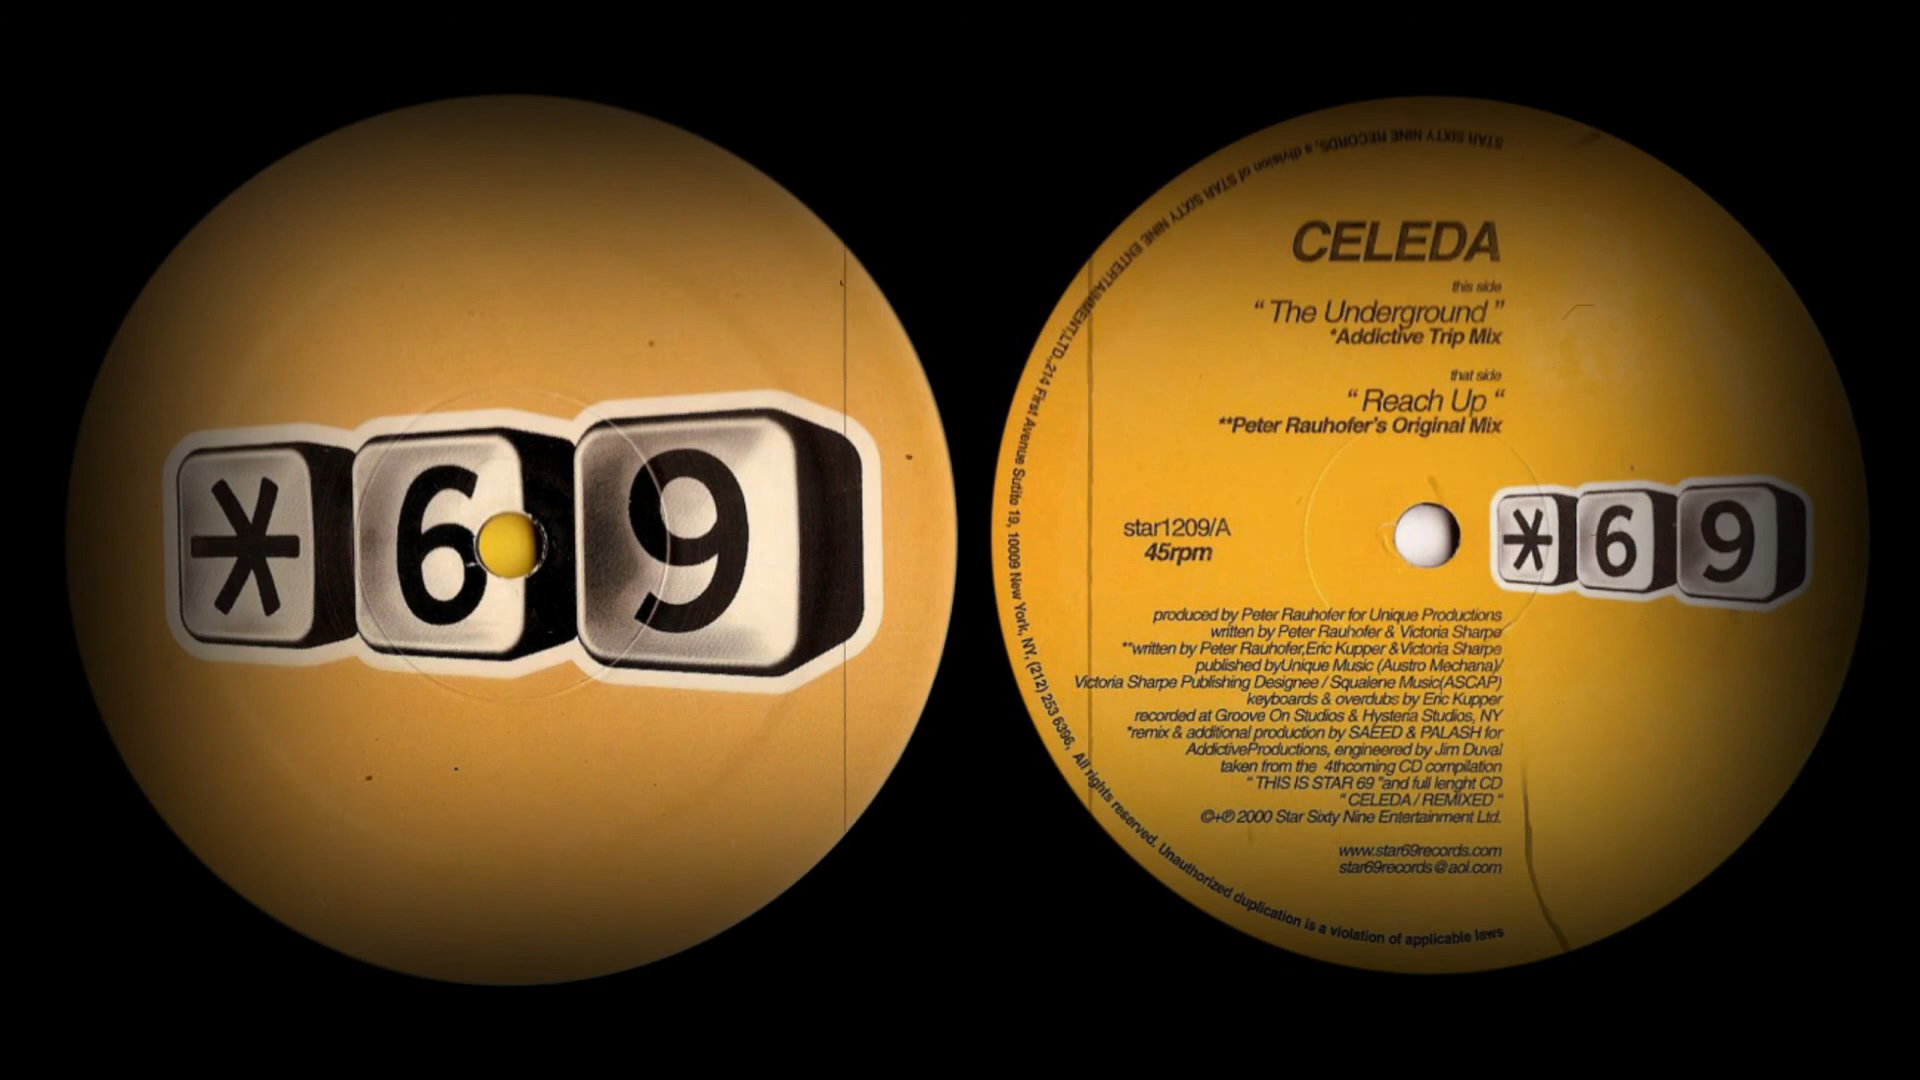 * 6 9
STAR SIXTY NINE RECORDS, a division of STAR SIXTY NINE ENTERTAINMENT,LTD.,214 First Avenue Sutito 19, 10009 New York, NY, (212) 253 6396, All rights reserved. Unauthorized duplication is a violation of applicable laws
CELEDA
this side
“ The Underground ”
*Addictive Trip Mix
that side
“ Reach Up “
**Peter Rauhofer's Original Mix
star1209/A
45rpm
* 6 9
produced by Peter Rauhofer for Unique Productions
written by Peter Rauhofer & Victoria Sharpe
**written by Peter Rauhofer,Eric Kupper &Victoria Sharpe
published byUnique Music (Austro Mechana)/
Victoria Sharpe Publishing Designee / Squalene Music(ASCAP)
keyboards & overdubs by Eric Kupper
recorded at Groove On Studios & Hysteria Studios, NY
*remix & additional production by SAEED & PALASH for
AddictiveProductions, engineered by Jim Duval
taken from the 4thcoming CD compilation
“ THIS IS STAR 69 "and full lenght CD
“ CELEDA / REMIXED “
©+℗ 2000 Star Sixty Nine Entertainment Ltd.
www.star69records.com
star69records@aol.com